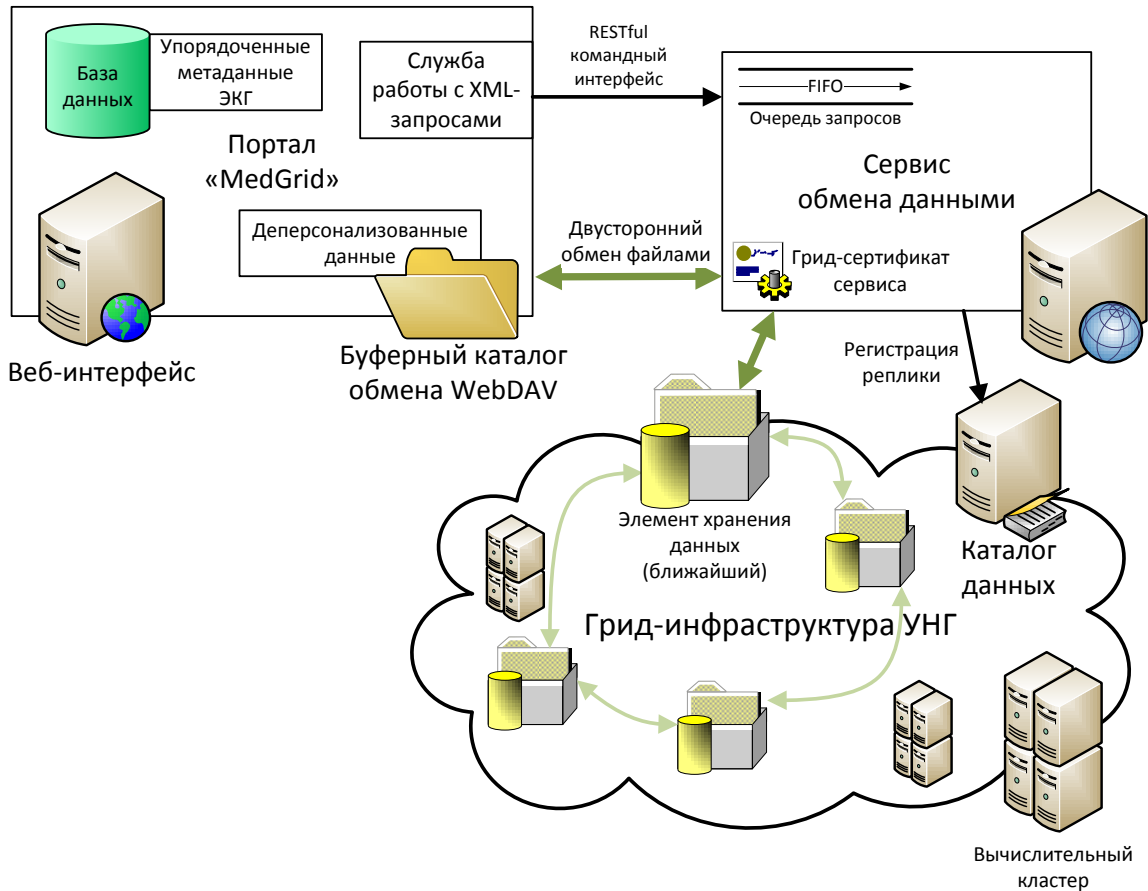 База
данных
Упорядоченные
метаданные
ЭКГ
Служба
работы с XML-
запросами
Портал
«MedGrid»
Деперсонализованные
данные
Веб-интерфейс
Буферный каталог
обмена WebDAV
RESTful
командный
интерфейс
Двусторонний
обмен файлами
FIFO
Очередь запросов
Сервис
обмена данными
Грид-сертификат
сервиса
Регистрация
реплики
Элемент хранения
данных
(ближайший)
Каталог
данных
Грид-инфраструктура УНГ
Вычислительный
кластер